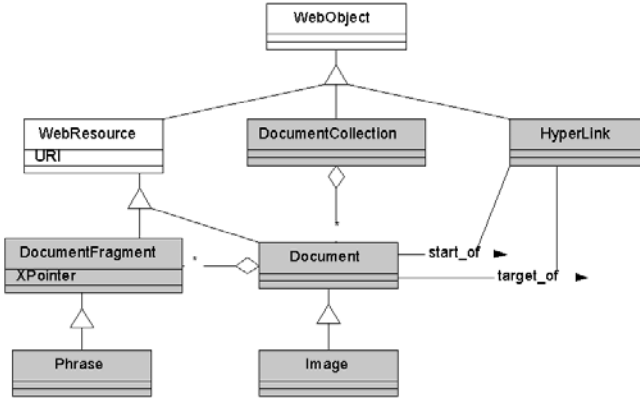 WebObject
WebResource
URI
DocumentCollection
HyperLink
*
DocumentFragment
XPointer
*
Document
start_of
target_of
Phrase
Image